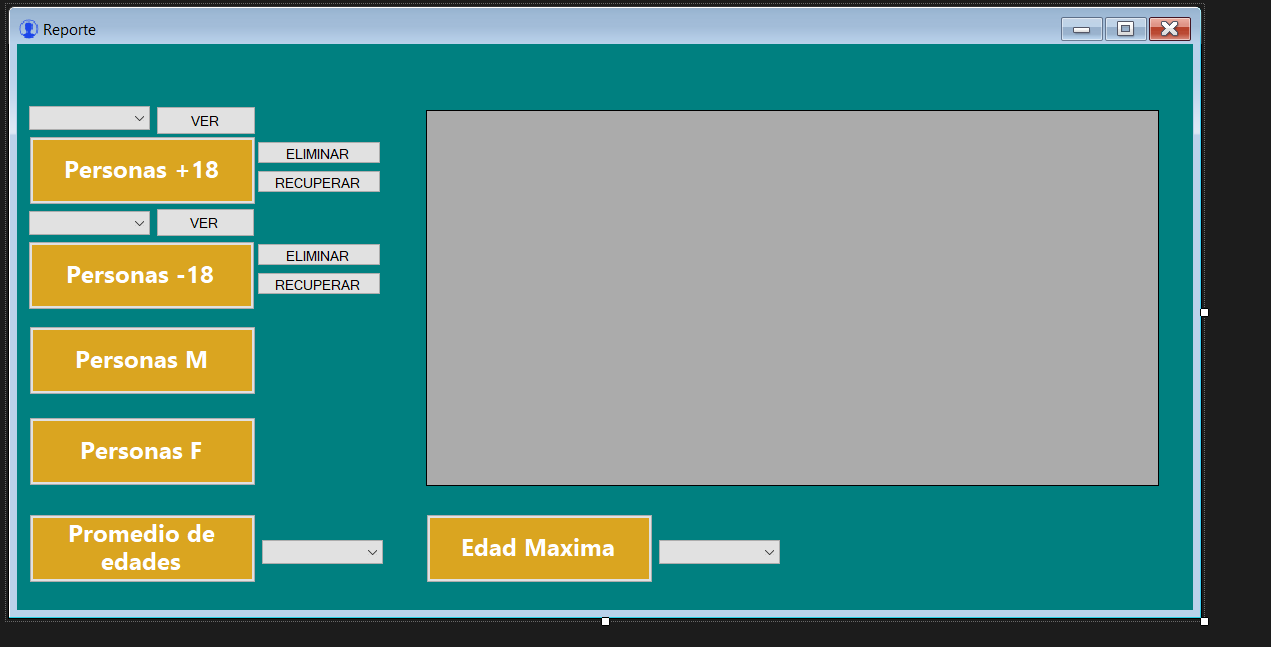 Reporte
VER
Personas +18
ELIMINAR
RECUPERAR
VER
Personas -18
ELIMINAR
RECUPERAR
Personas M
Personas F
Promedio de
edades
Edad Maxima